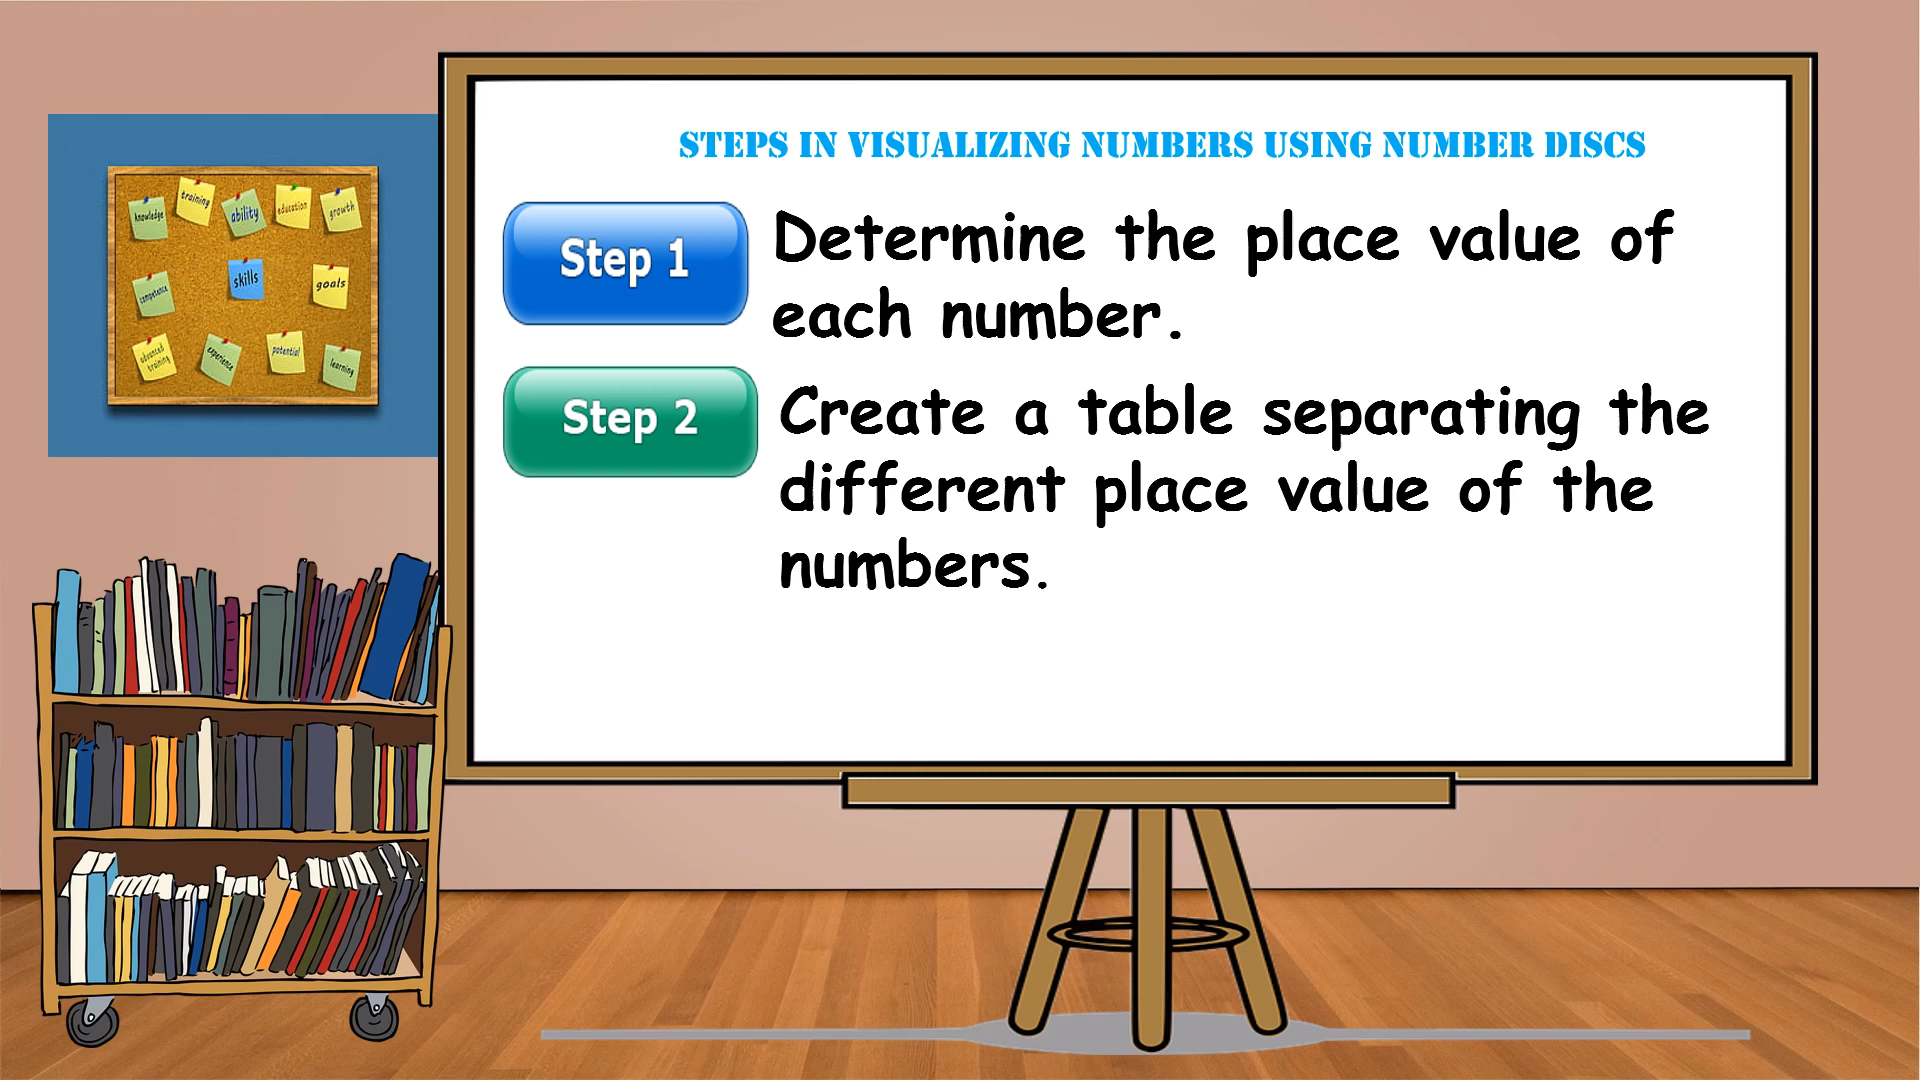 STEPS IN VISUALIZING NUMBERS USING NUMBER DISCS
Step 1
Determine the place value of
each number.
Step 2
Create a table separating the
different place value of the
numbers.
knowledge
training
ability
education
growth
competence
skills
goals
advanced
training
experience
potential
learning